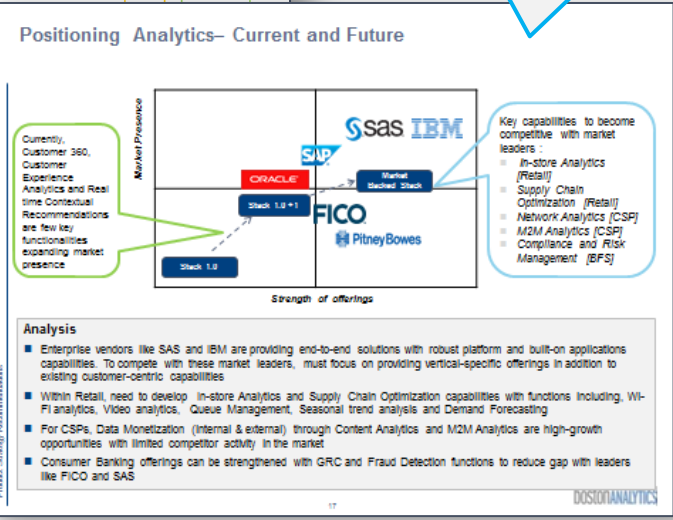 Positioning Analytics– Current and Future
Market Presence
Currently,
Customer 360,
Customer
Experience
Analytics and Real
time Contextual
Recommendations
are few key
functionalities
expanding market
presence
sas
IBM
SAP
ORACLE
Market
Backed Stack
Stack 1.0 +1
FICO
PitneyBowes
Stack 1.0
Strength of offerings
Key capabilities to become
competitive with market
leaders :
In-store Analytics
[Retail]
Supply Chain
Optimization [Retail]
Network Analytics [CSP]
M2M Analytics [CSP]
Compliance and Risk
Management [BFS]
Analysis
Enterprise vendors like SAS and IBM are providing end-to-end solutions with robust platform and built-on applications
capabilities. To compete with these market leaders, must focus on providing vertical-specific offerings in addition to
existing customer-centric capabilities
Within Retail, need to develop In-store Analytics and Supply Chain Optimization capabilities with functions including, Wi-
Fi analytics, Video analytics, Queue Management, Seasonal trend analysis and Demand Forecasting
For CSPs, Data Monetization (internal & external) through Content Analytics and M2M Analytics are high-growth
opportunities with limited competitor activity in the market
Consumer Banking offerings can be strengthened with GRC and Fraud Detection functions to reduce gap with leaders
like FICO and SAS
17
BOSTONANALYTICS